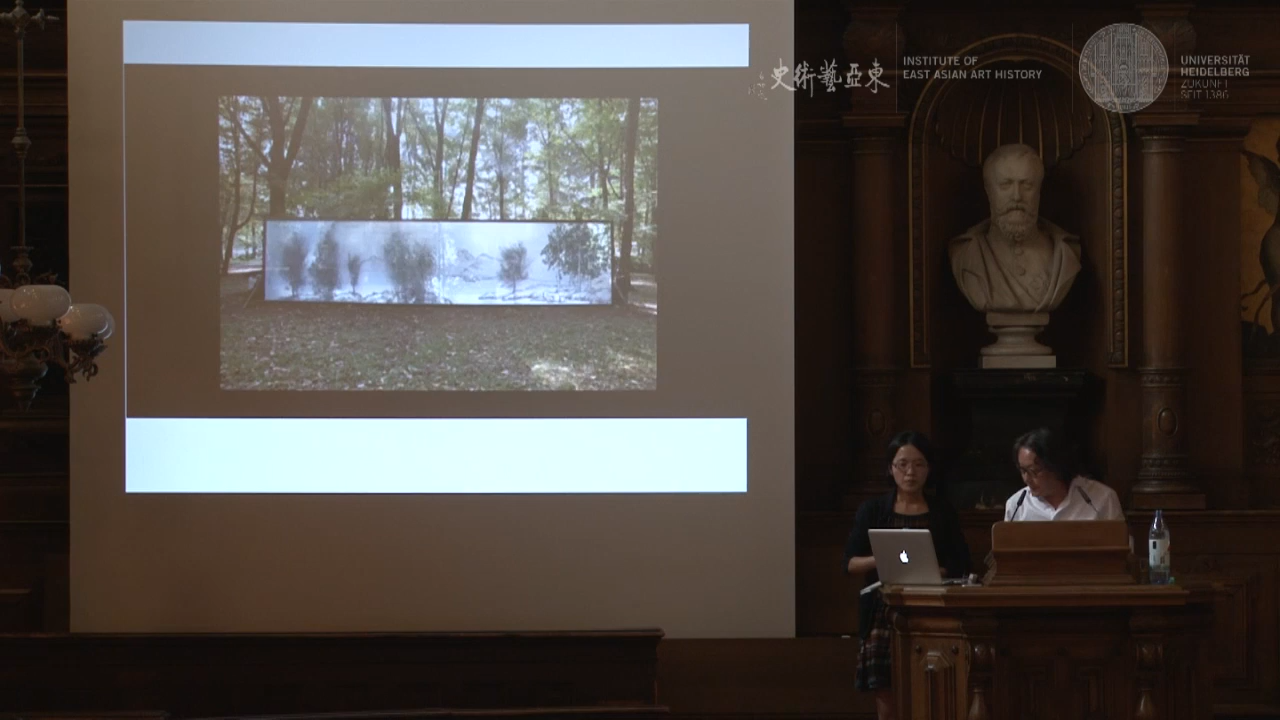 史術藝亞東
INSTITUTE OF
EAST ASIAN ART HISTORY
UNIVERSITÄT
HEIDELBERG
ZUKUNFT
SEIT 1386